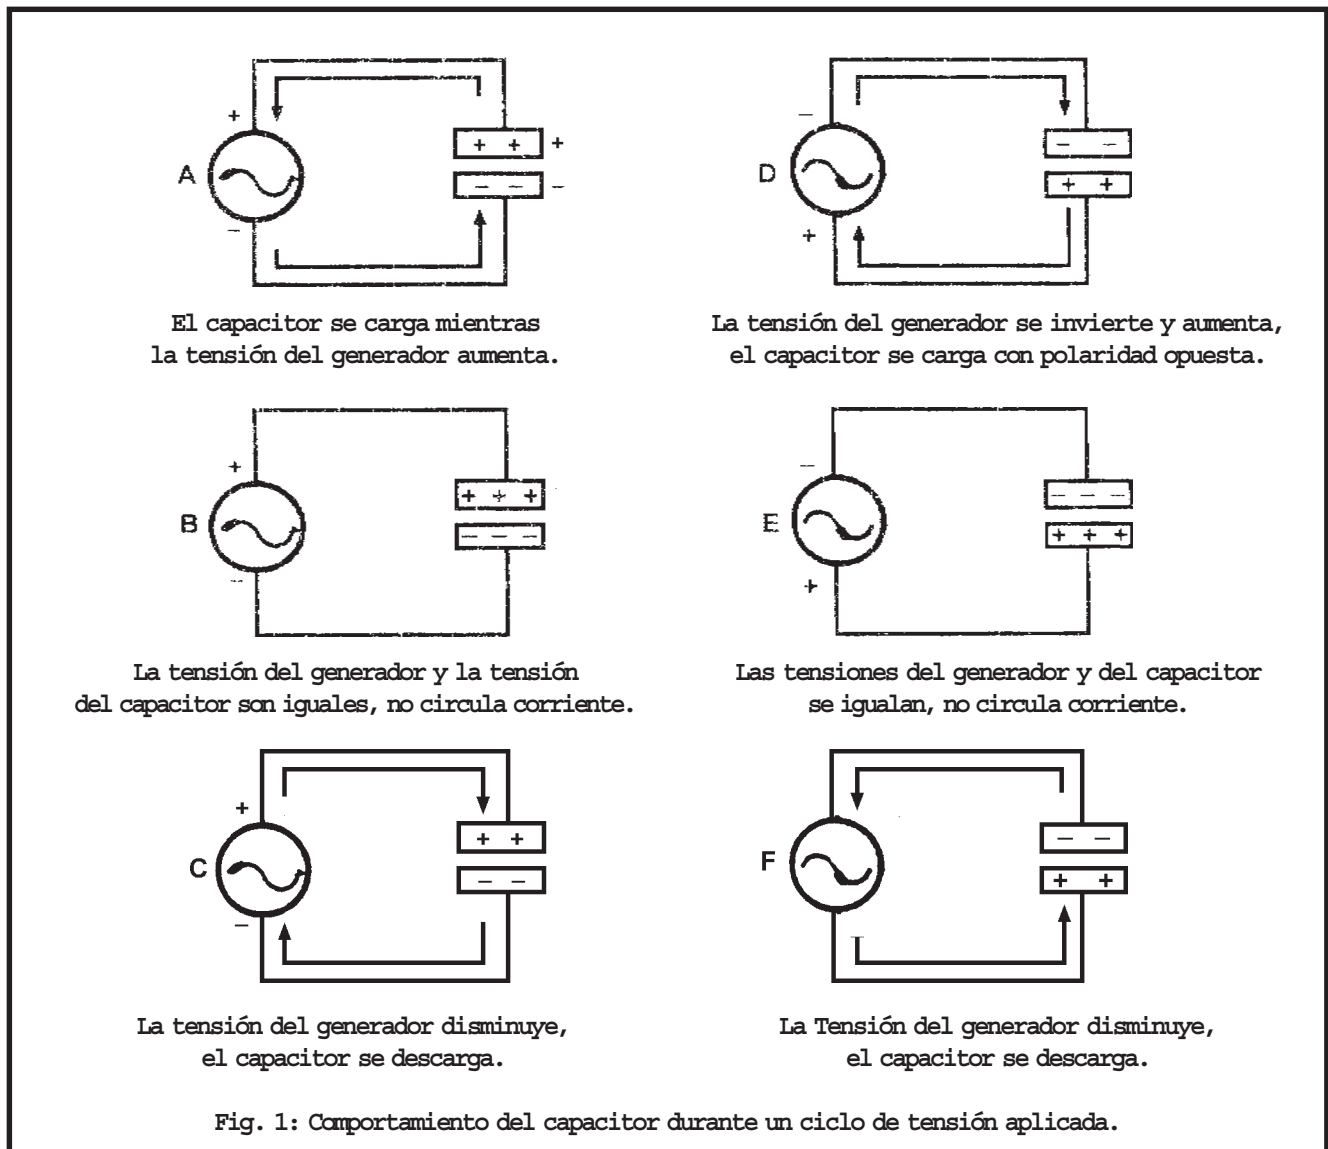 +
+ +
+
A
− −
−
−
El capacitor se carga mientras
la tensión del generador aumenta.
−
− −
D
+ +
+
La tensión del generador se invierte y aumenta,
el capacitor se carga con polaridad opuesta.
+
+ + +
B
− − −
−
La tensión del generador y la tensión
del capacitor son iguales, no circula corriente.
−
− − −
E
+ + +
+
Las tensiones del generador y del capacitor
se igualan, no circula corriente.
+
+ +
C
− −
−
La tensión del generador disminuye,
el capacitor se descarga.
− −
F
+ +
−
La Tensión del generador disminuye,
el capacitor se descarga.
Fig. 1: Comportamiento del capacitor durante un ciclo de tensión aplicada.